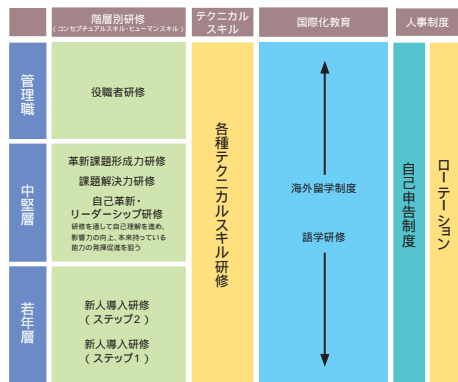 階層別研修
（コンセプチュアルスキル・ヒューマンスキル）
テクニカル
スキル
国際化教育
人事制度
管理職
役職者研修
中堅層
革新課題形成力研修
課題解決力研修
自己革新・
リーダーシップ研修
研修を通して自己理解を進め、
影響力の向上、本来持っている
能力の発揮促進を狙う
若年層
新人導入研修
（ステップ2）
新人導入研修
（ステップ1）
各種テクニカルスキル研修
海外留学制度
語学研修
自己申告制度
ローテーション